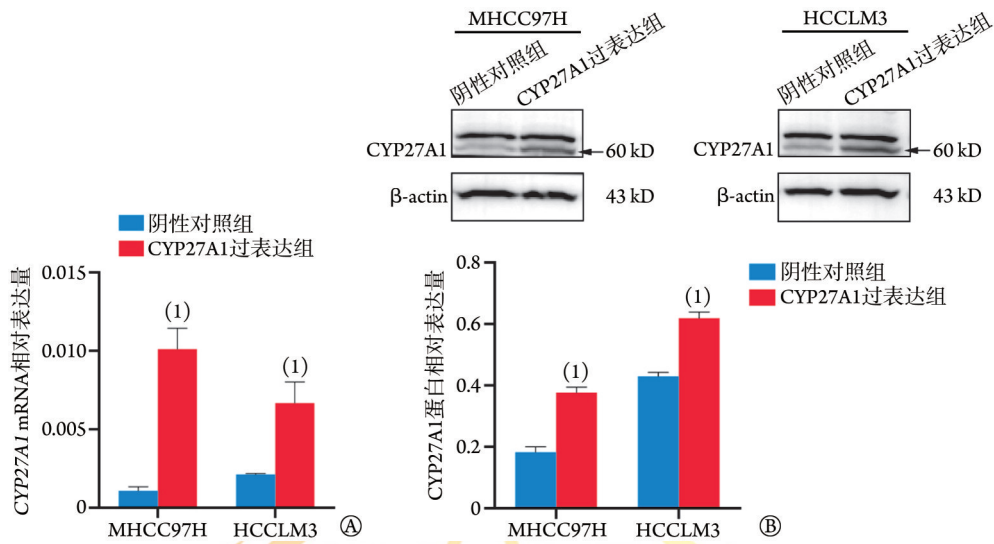 MHCC97H
HCCLM3
阴性对照组
CYP27A1过表达组
阴性对照组
CYP27A1过表达组
CYP27A1
60 kD
CYP27A1
60 kD
β-actin
43 kD
β-actin
43 kD
阴性对照组
CYP27A1过表达组
CYP27A1 mRNA相对表达量
0.015
0.010
0.005
0
(1)
(1)
MHCC97H
HCCLM3
Ⓐ
阴性对照组
CYP27A1过表达组
CYP27A1蛋白相对表达量
0.8
0.6
0.4
0.2
0
(1)
(1)
MHCC97H
HCCLM3
Ⓑ